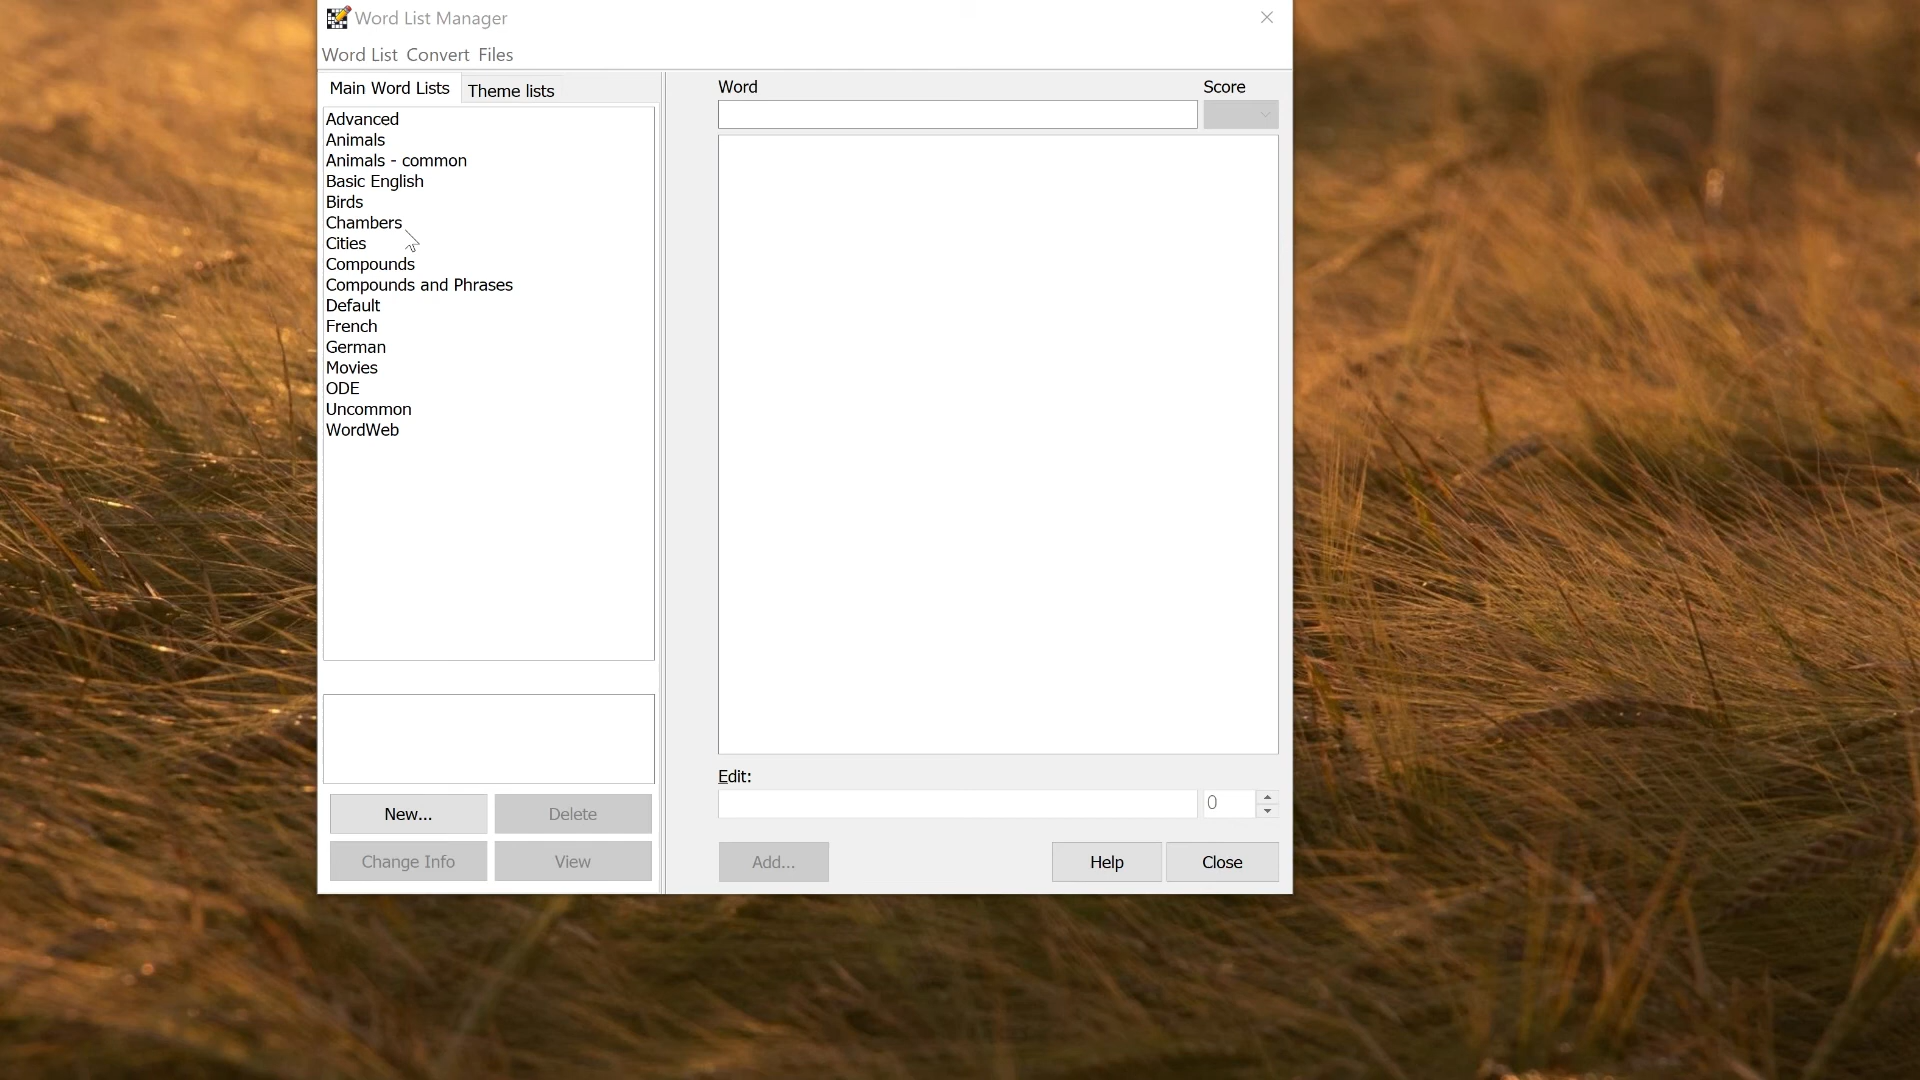 Word List Manager
Word List Convert Files
Main Word Lists Theme lists
Word Score
Advanced
Animals
Animals - common
Basic English
Birds
Chambers
Cities
Compounds
Compounds and Phrases
Default
French
German
Movies
ODE
Uncommon
WordWeb
Edit:
0
New... Delete
Change Info View
Add... Help Close